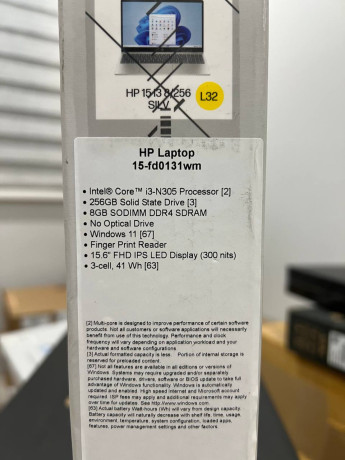 HP 15 i3 8/256
SILV
L32
HP Laptop
15-fd0131wm
• Intel® Core™ i3-N305 Processor [2]
• 256GB Solid State Drive [3]
• 8GB SODIMM DDR4 SDRAM
• No Optical Drive
• Windows 11 [67]
• Finger Print Reader
• 15.6" FHD IPS LED Display (300 nits)
• 3-cell, 41 Wh [63]
[2] Multi-core is designed to improve performance of certain software
products. Not all customers or software applications will necessarily
benefit from use of this technology. Performance and clock
frequency will vary depending on application workload and your
hardware and software configurations.
[3] Actual formatted capacity is less. Portion of internal storage is
reserved for preloaded content.
[67] Not all features are available in all editions or versions of
Windows. Systems may require upgraded and/or separately
purchased hardware, drivers, software or BIOS update to take full
advantage of Windows functionality. Windows is automatically
updated and enabled. High speed internet and Microsoft account
required. ISP fees may apply and additional requirements may apply
over time for updates. See http://www.windows.com
[63] Actual battery Watt-hours (Wh) will vary from design capacity.
Battery capacity will naturally decrease with shelf life, time, usage,
environment, temperature, system configuration, loaded apps,
features, power management settings and other factors.